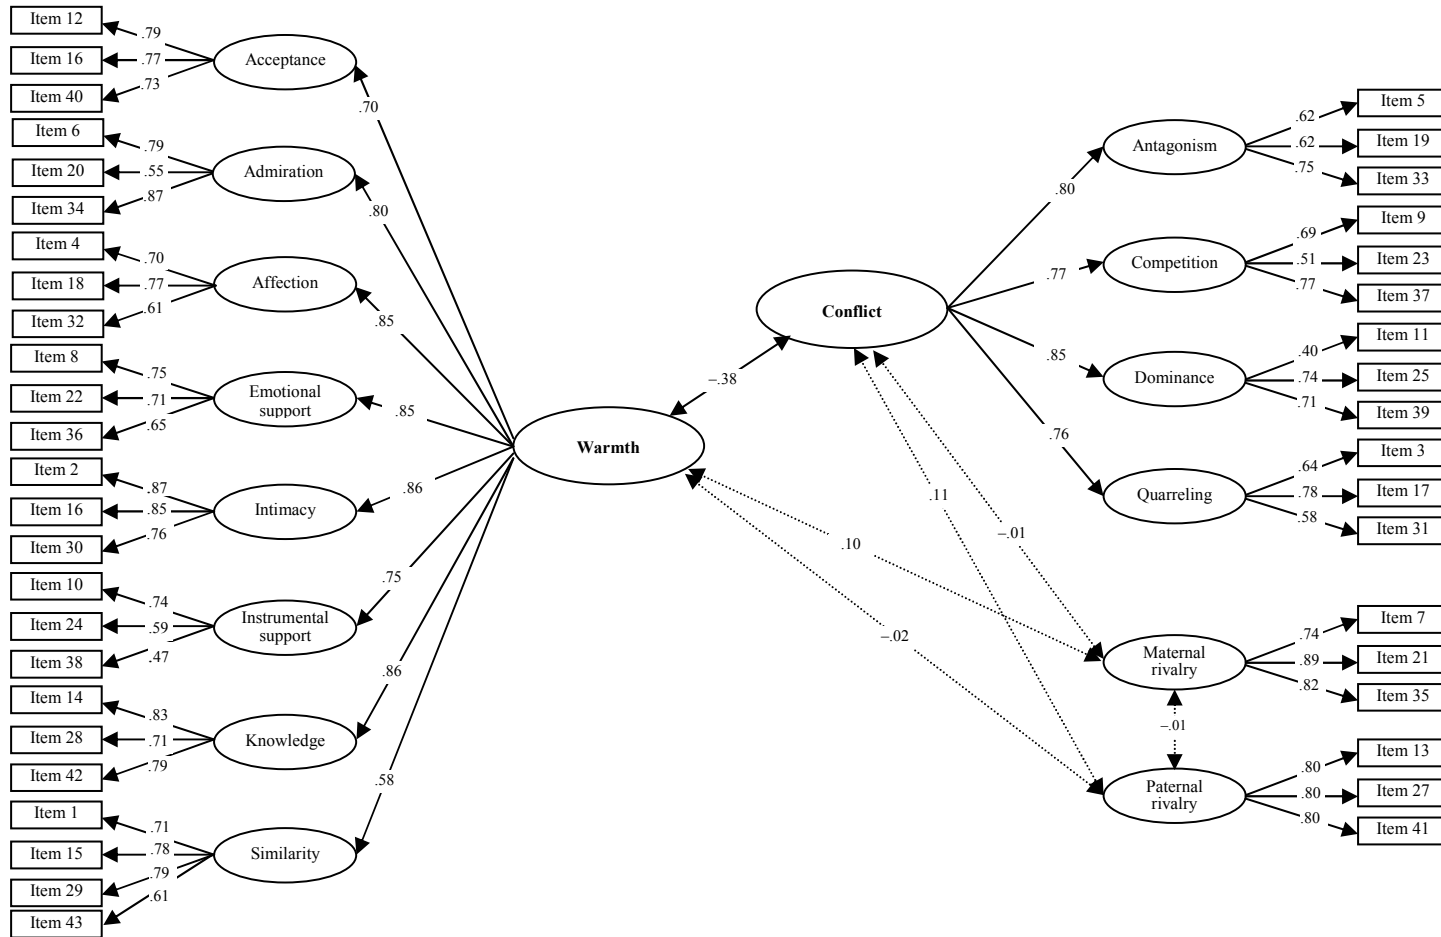 Item 12
Item 16
Item 40
.79
.77
.73
Acceptance
.70
Item 6
Item 20
Item 34
.79
.55
.87
Admiration
.80
Item 4
Item 18
Item 32
.70
.77
.61
Affection
.85
Item 8
Item 22
Item 36
.75
.71
.65
Emotional
support
.85
Item 2
Item 16
Item 30
.87
.85
.76
Intimacy
.86
Item 10
Item 24
Item 38
.74
.59
.47
Instrumental
support
.75
Item 14
Item 28
Item 42
.83
.71
.79
Knowledge
.86
Item 1
Item 15
Item 29
Item 43
.71
.78
.79
.61
Similarity
.58
Warmth
–.38
Conflict
.10
–.02
.11
–.01
.80
Antagonism
.62
.62
.75
Item 5
Item 19
Item 33
.77
Competition
.69
.51
.77
Item 9
Item 23
Item 37
.85
Dominance
.40
.74
.71
Item 11
Item 25
Item 39
.76
Quarreling
.64
.78
.58
Item 3
Item 17
Item 31
Maternal
rivalry
.74
.89
.82
Item 7
Item 21
Item 35
–.01
Paternal
rivalry
.80
.80
.80
Item 13
Item 27
Item 41